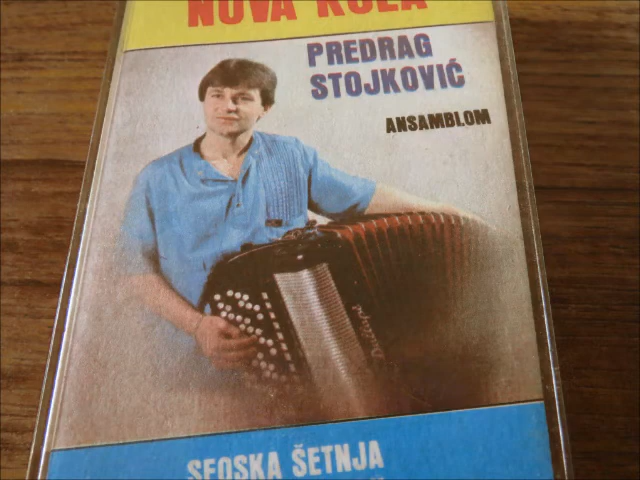 NOVA KOLA
PREDRAG
STOJKOVIĆ
ANSAMBLOM
SEOSKA ŠETNJA